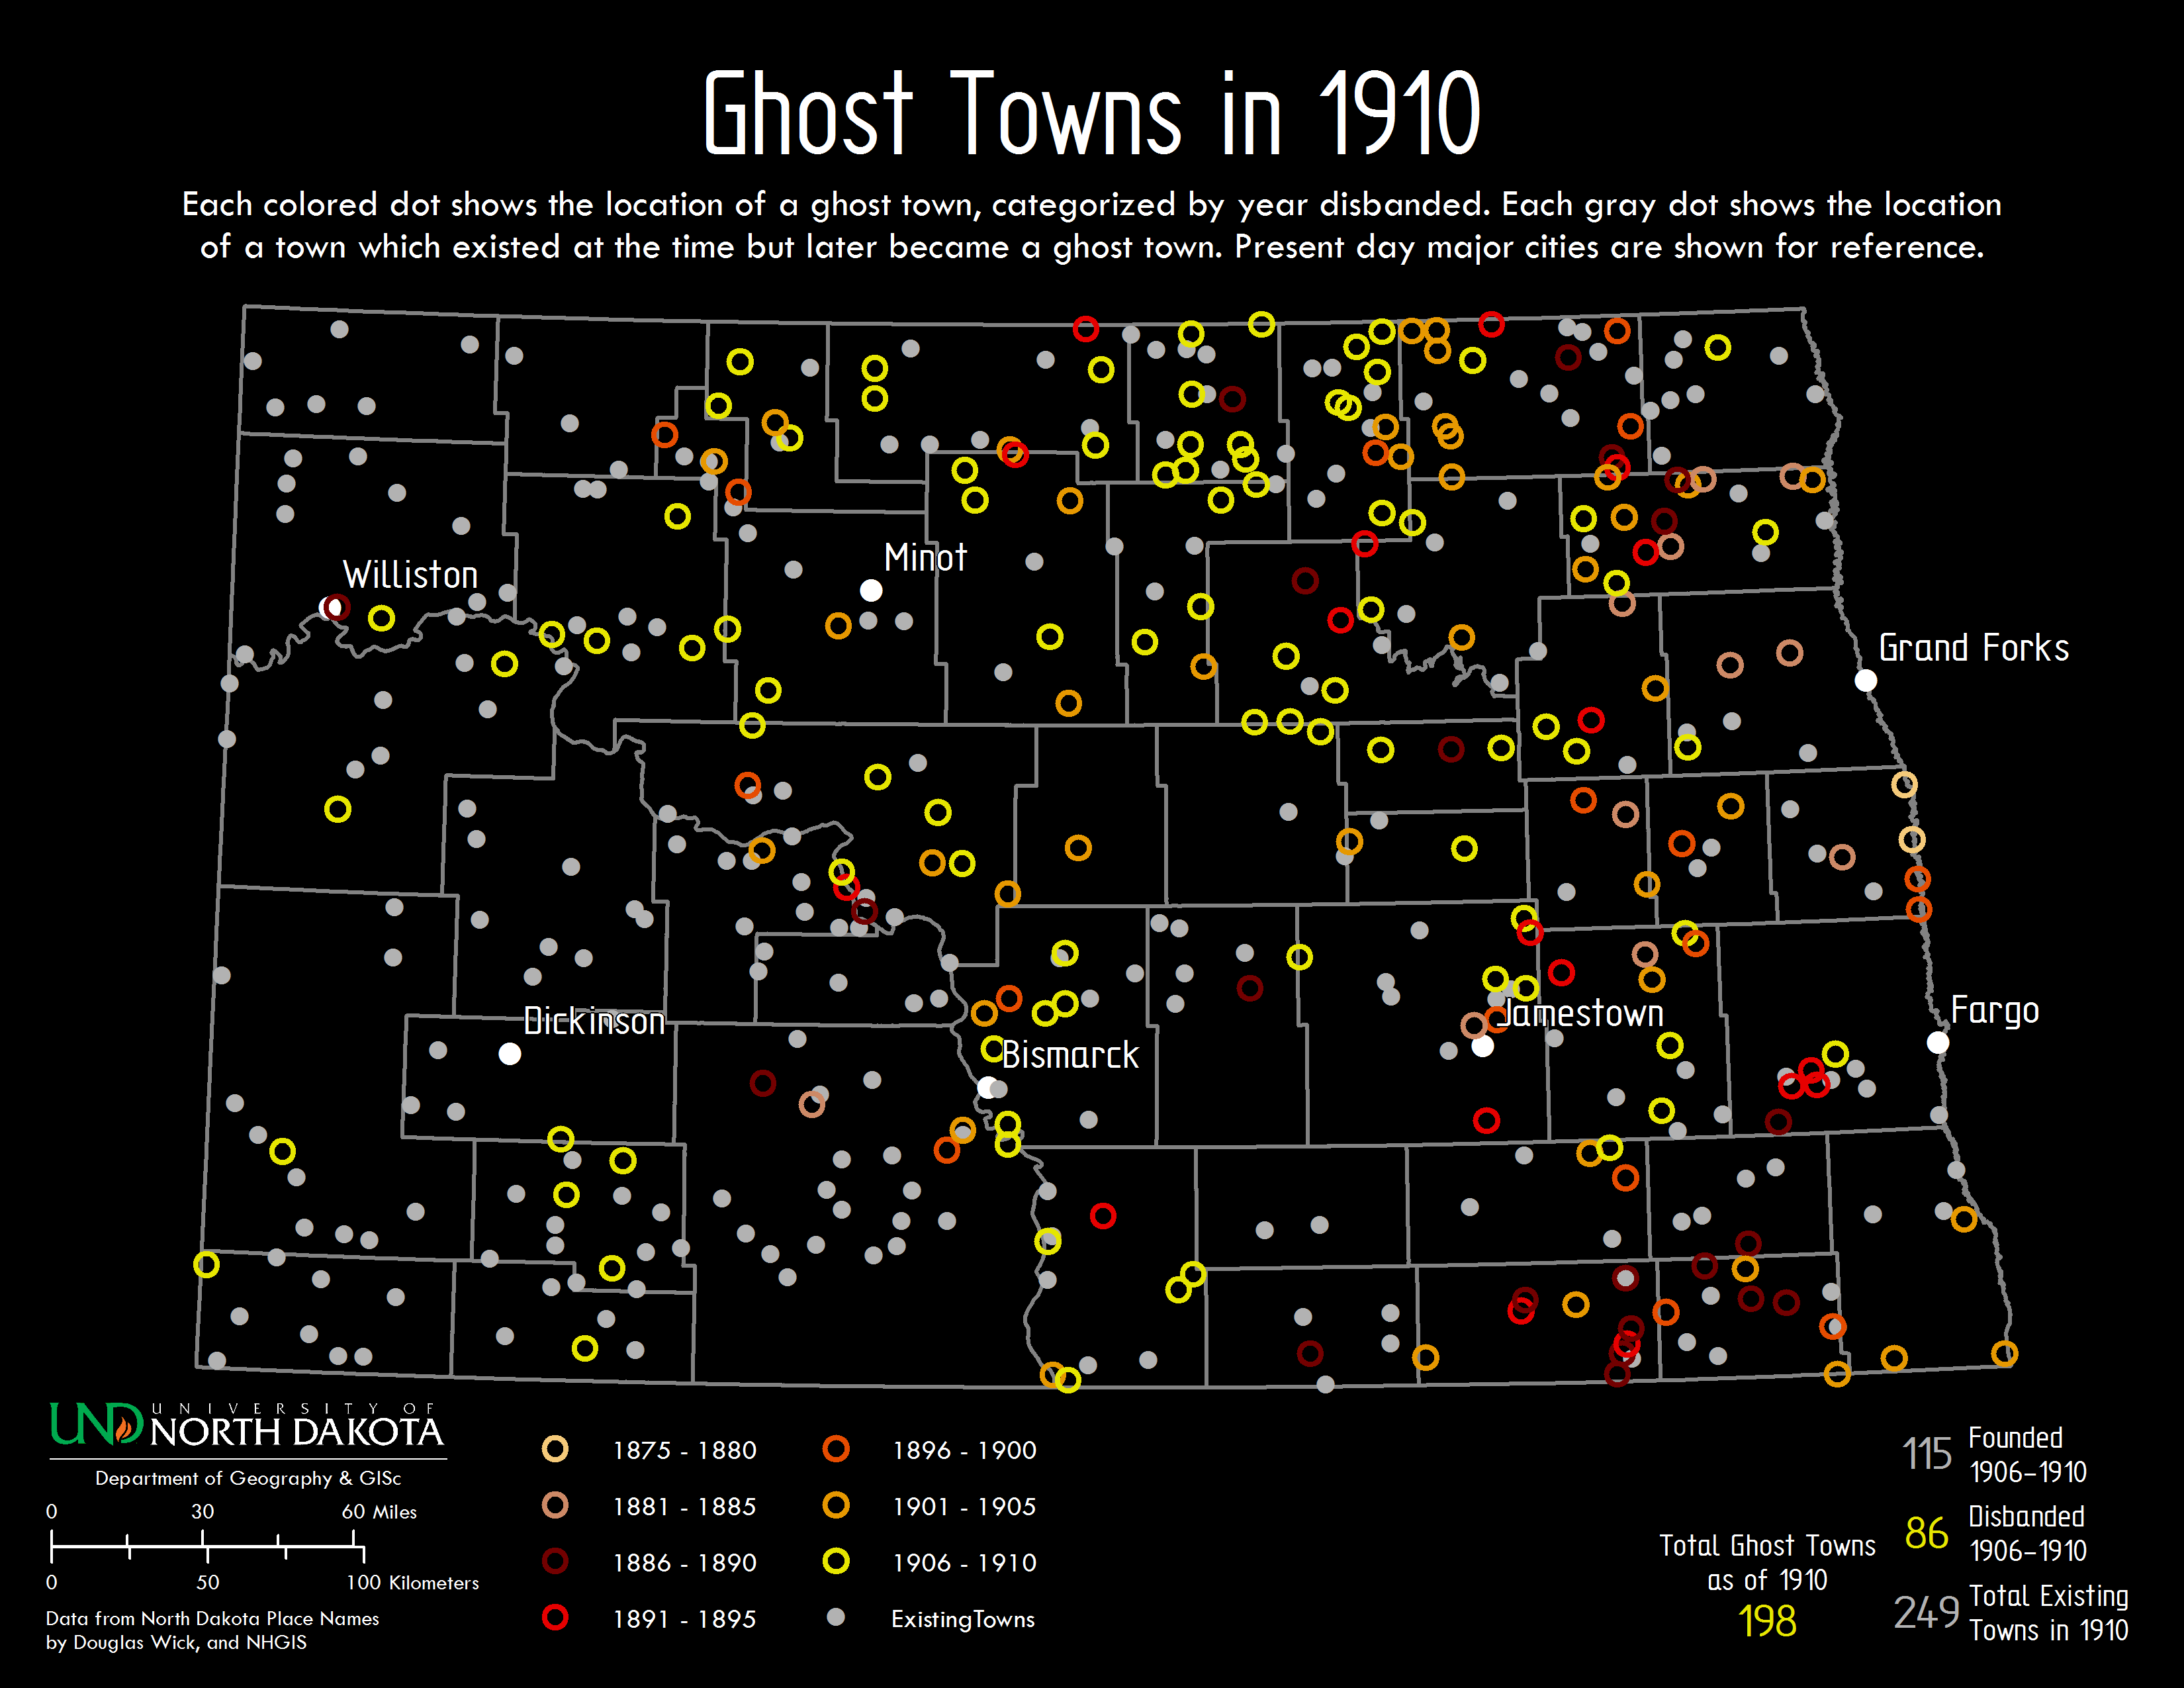 Ghost Towns in 1910
Each colored dot shows the location of a ghost town, categorized by year disbanded. Each gray dot shows the location
of a town which existed at the time but later became a ghost town. Present day major cities are shown for reference.
Minot
Williston
Grand Forks
Dickinson
Jamestown
Fargo
Bismarck
UND UNIVERSITY OF
NORTH DAKOTA
Department of Geography & GISc
0 30 60 Miles
0 50 100 Kilometers
Data from North Dakota Place Names
by Douglas Wick, and NHGIS
1875 - 1880
1881 - 1885
1886 - 1890
1891 - 1895
1896 - 1900
1901 - 1905
1906 - 1910
ExistingTowns
Total Ghost Towns
as of 1910
198
115 Founded
1906-1910
86 Disbanded
1906-1910
249 Total Existing
Towns in 1910